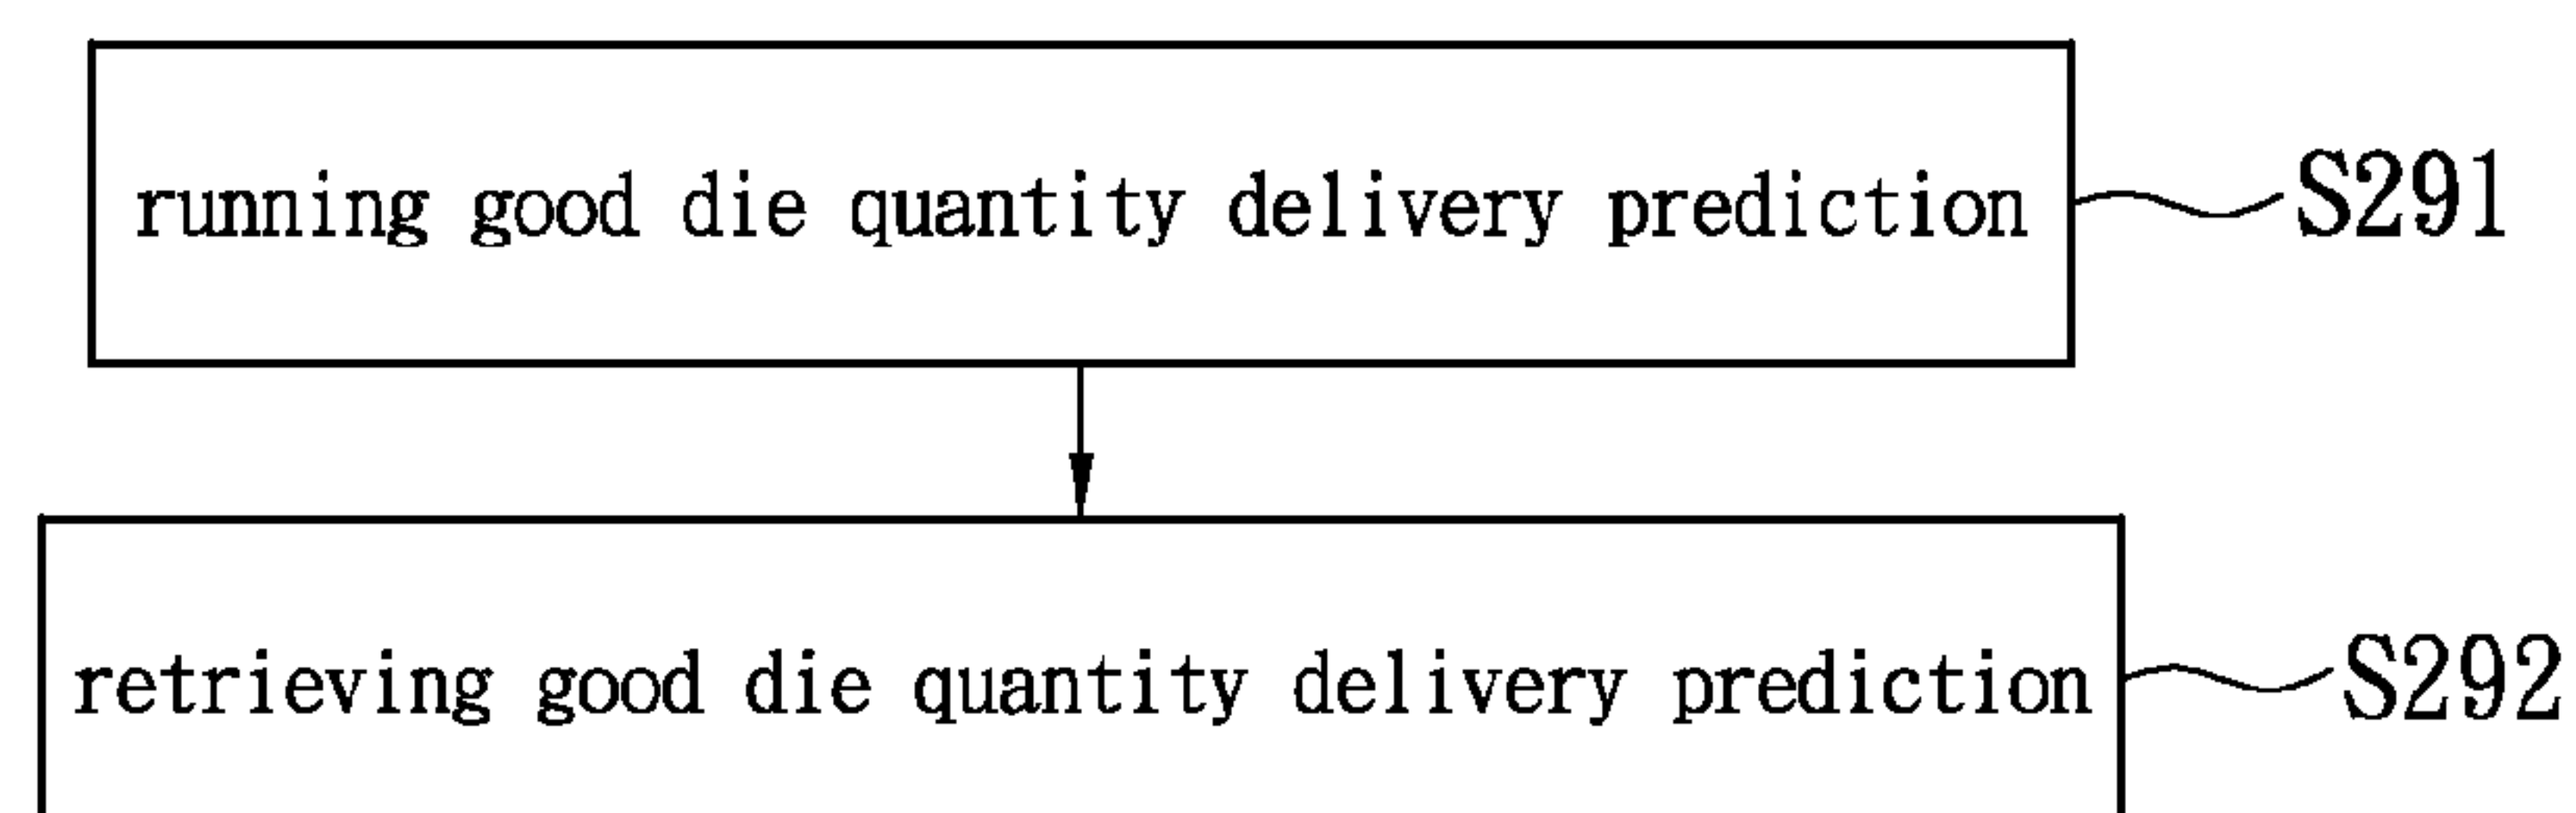 running good die quantity delivery prediction S291
retrieving good die quantity delivery prediction S292